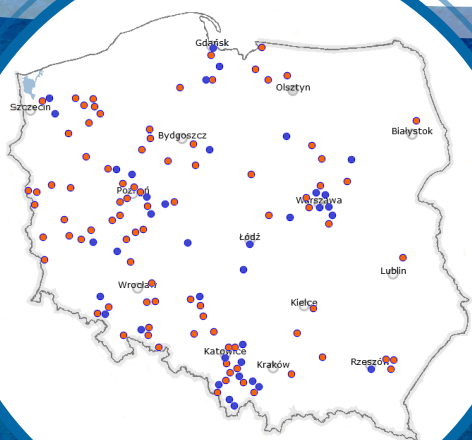 Gdańsk
Olsztyn
Szczecin
Białystok
Bydgoszcz
Poznań
Warszawa
Łódź
Lublin
Wrocław
Kielce
Katowice
Kraków
Rzeszów